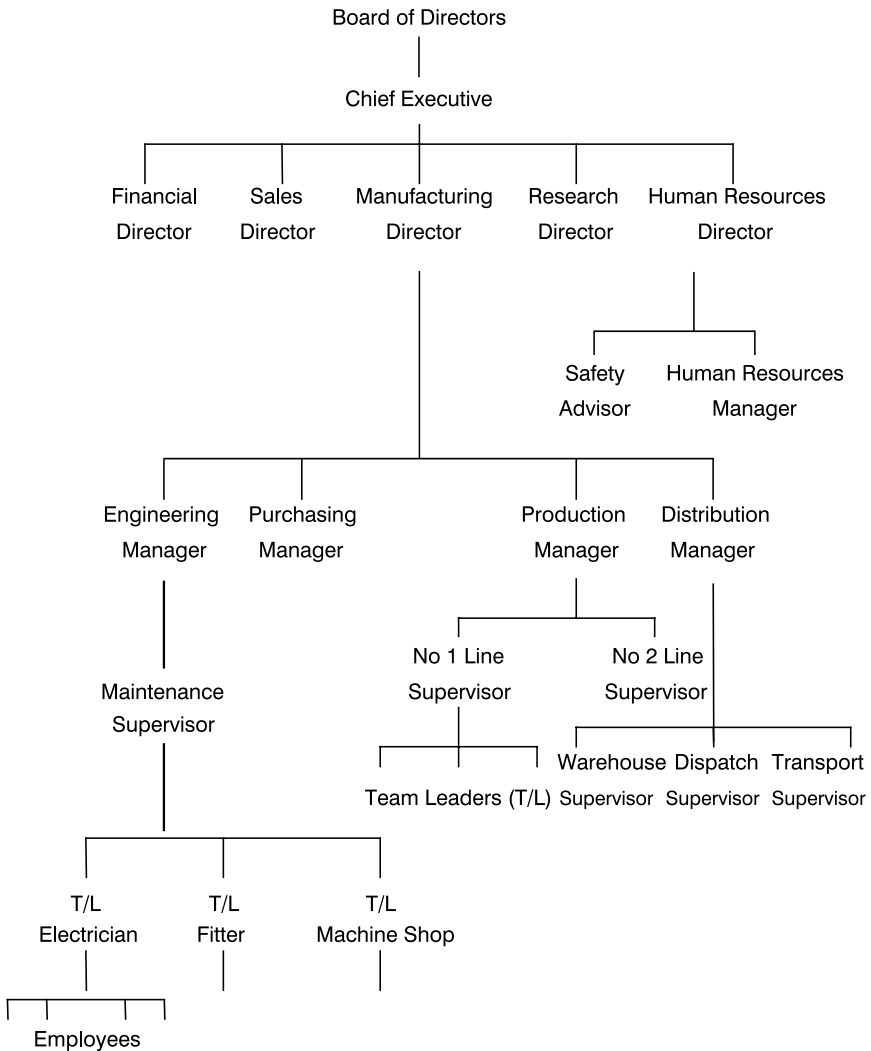 Board of Directors
Chief Executive
Financial Director
Sales Director
Manufacturing Director
Research Director
Human Resources Director
Safety Advisor
Human Resources Manager
Engineering Manager
Purchasing Manager
Production Manager
Distribution Manager
No 1 Line Supervisor
No 2 Line Supervisor
Maintenance Supervisor
Team Leaders (T/L)
Warehouse Supervisor
Dispatch Supervisor
Transport Supervisor
T/L Electrician
T/L Fitter
T/L Machine Shop
Employees